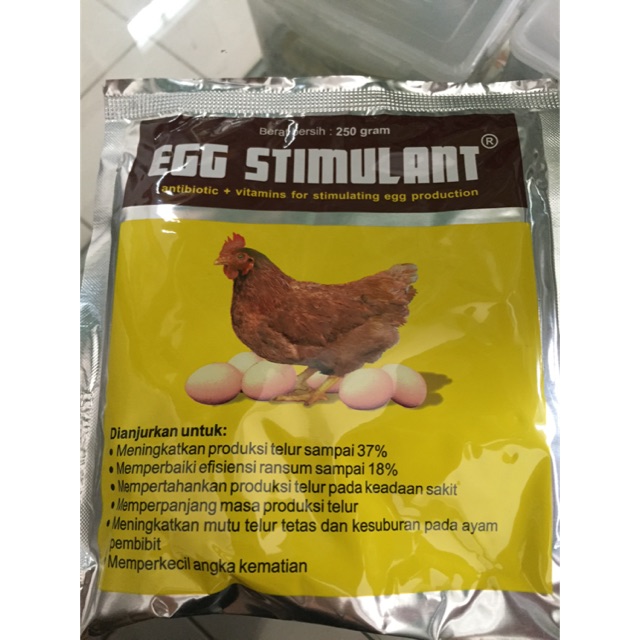 Berat bersih : 250 gram
EGG STIMULANT ®
antibiotic + vitamins for stimulating egg production
Dianjurkan untuk:
• Meningkatkan produksi telur sampai 37%
• Memperbaiki efisiensi ransum sampai 18%
• Mempertahankan produksi telur pada keadaan sakit
• Memperpanjang masa produksi telur
• Meningkatkan mutu telur tetas dan kesuburan pada ayam
pembibit
• Memperkecil angka kematian